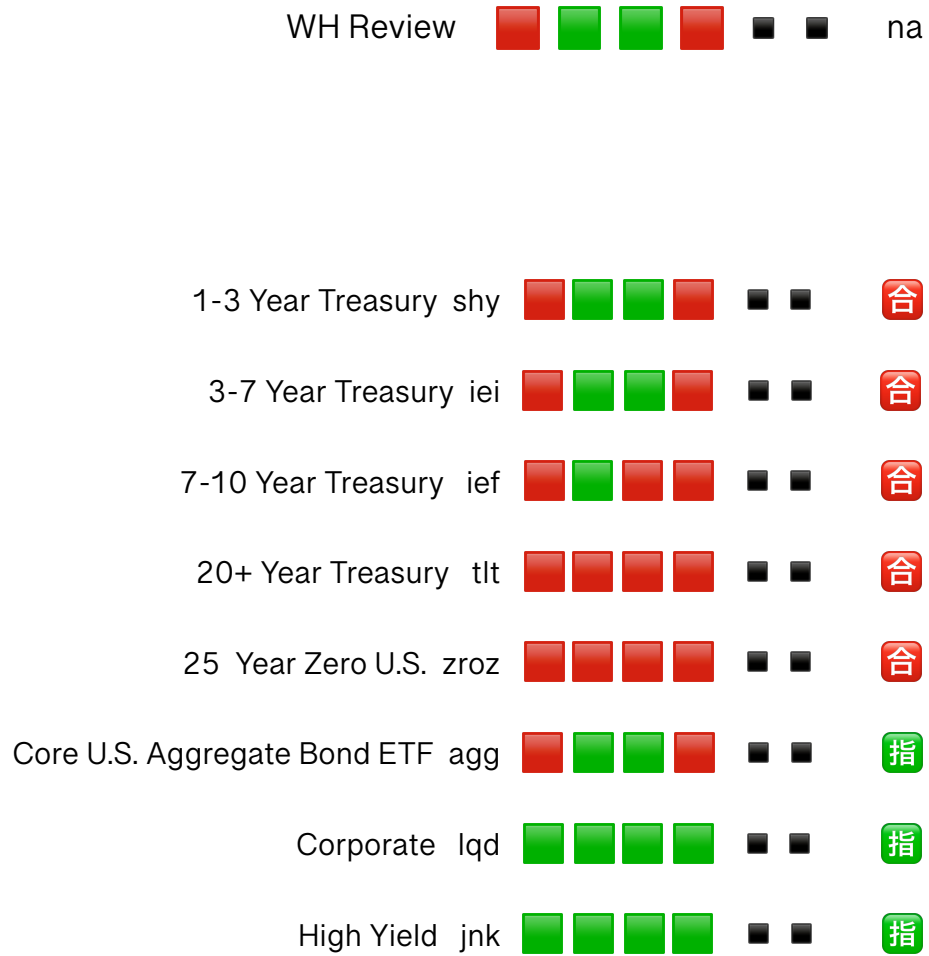 WH Review na
1-3 Year Treasury shy 合
3-7 Year Treasury iei 合
7-10 Year Treasury ief 合
20+ Year Treasury tlt 合
25 Year Zero U.S. zroz 合
Core U.S. Aggregate Bond ETF agg 指
Corporate lqd 指
High Yield jnk 指